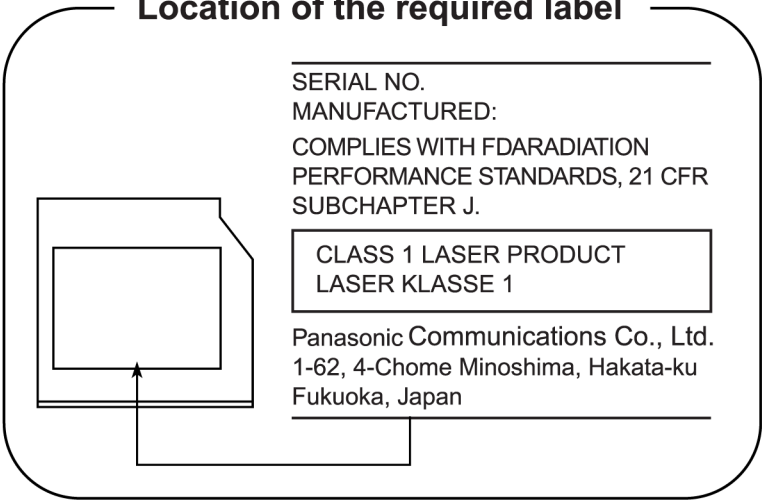 Location of the required label
SERIAL NO.
MANUFACTURED:
COMPLIES WITH FDARADIATION
PERFORMANCE STANDARDS, 21 CFR
SUBCHAPTER J.
CLASS 1 LASER PRODUCT
LASER KLASSE 1
Panasonic Communications Co., Ltd.
1-62, 4-Chome Minoshima, Hakata-ku
Fukuoka, Japan